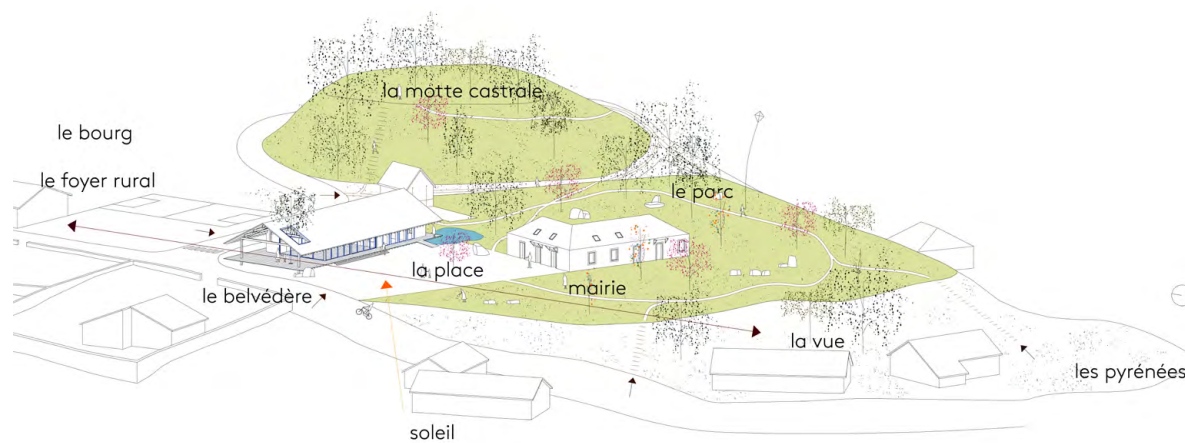 la motte castrale
le bourg
le foyer rural
le parc
la place
le belvédère
mairie
la vue
les pyrénées
soleil